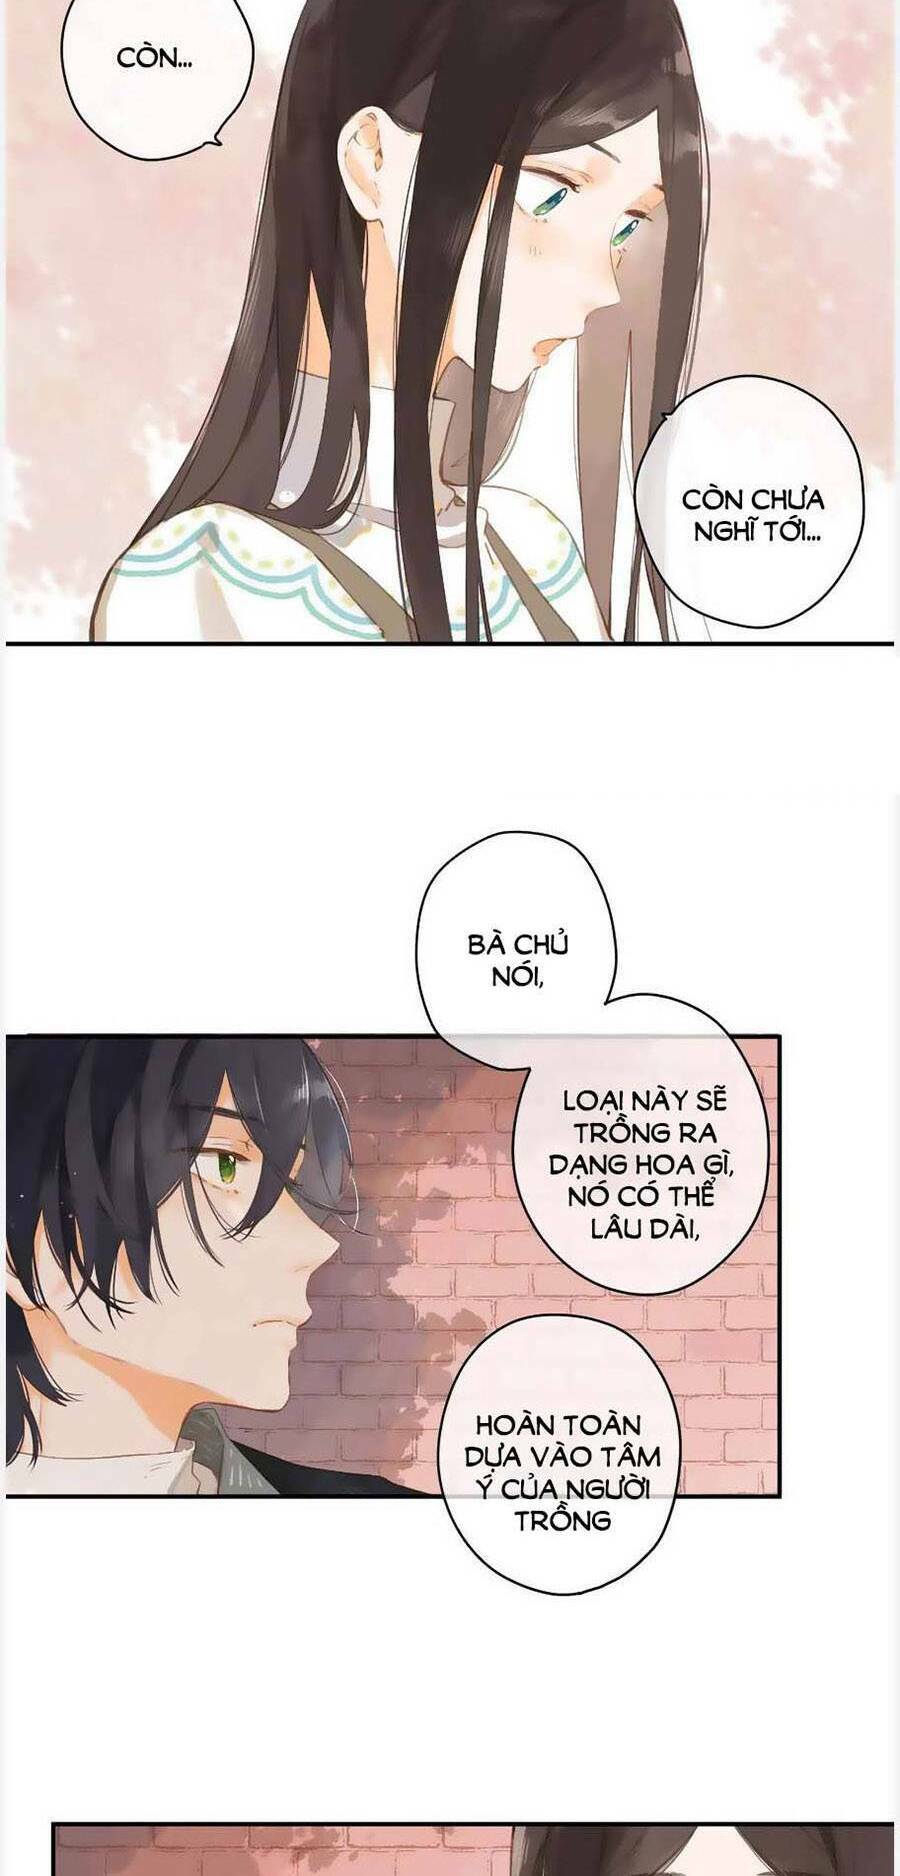 CÒN...
CÒN CHƯA
NGHĨ TỚI...
BÀ CHỦ
NÓI,
LOẠI NÀY SẼ
TRỒNG RA
DẠNG HOA GÌ,
NÓ CÓ THỂ
LÂU DÀI,
HOÀN TOÀN
DỰA VÀO TÂM
Ý CỦA NGƯỜI
TRỒNG